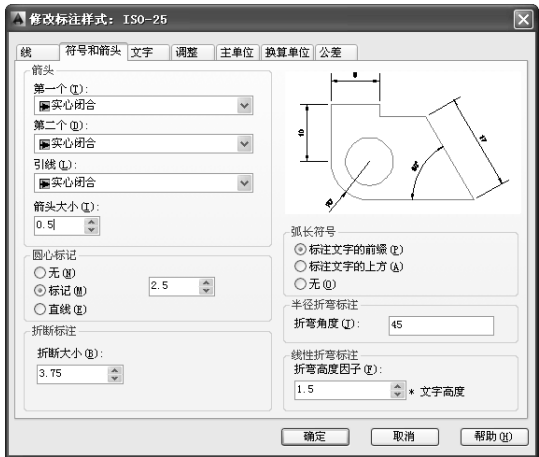 修改标注样式: ISO-25
线 符号和箭头 文字 调整 主单位 换算单位 公差
箭头
第一个(T):
实心闭合
第二个(D):
实心闭合
引线(L):
实心闭合
箭头大小(I):
0.5
圆心标记
无(N)
标记(M)
2.5
直线(E)
折断标注
折断大小(B):
3.75
弧长符号
标注文字的前缀(P)
标注文字的上方(A)
无(O)
半径折弯标注
折弯角度(J):
45
线性折弯标注
折弯高度因子(F):
1.5
* 文字高度
确定 取消 帮助(H)